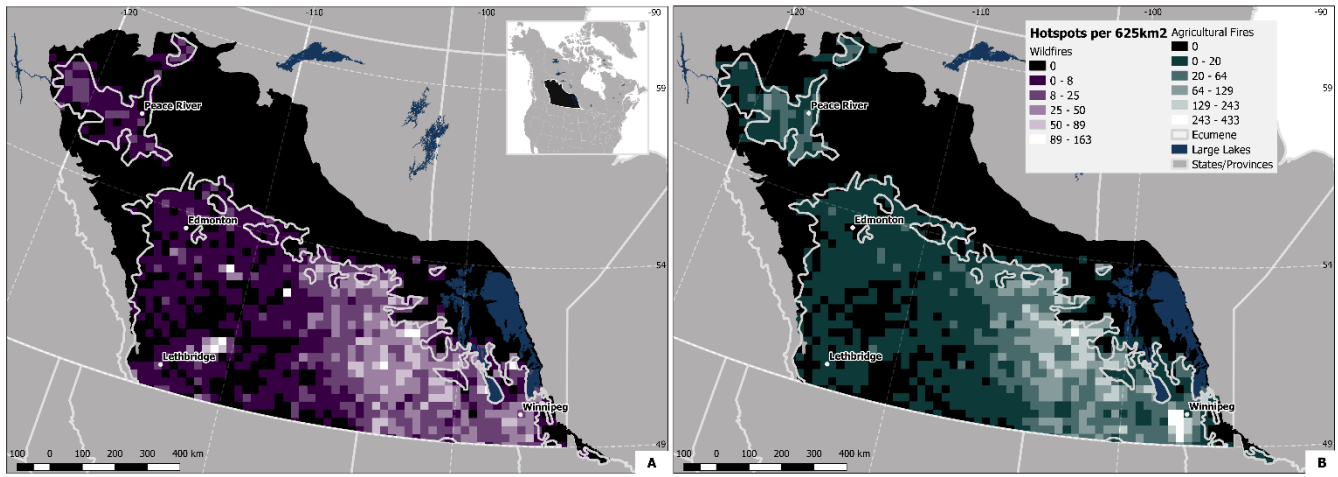 -120
-110
-100
-90
59
54
49
Peace River
Edmonton
Lethbridge
Winnipeg
100 0 100 200 300 400 km
A
-120
-110
-100
-90
59
54
49
Hotspots per 625km2
Wildfires
0
0 - 8
8 - 25
25 - 50
50 - 89
89 - 163
Agricultural Fires
0
0 - 20
20 - 64
64 - 129
129 - 243
243 - 433
Ecumene
Large Lakes
States/Provinces
Peace River
Edmonton
Lethbridge
Winnipeg
100 0 100 200 300 400 km
B